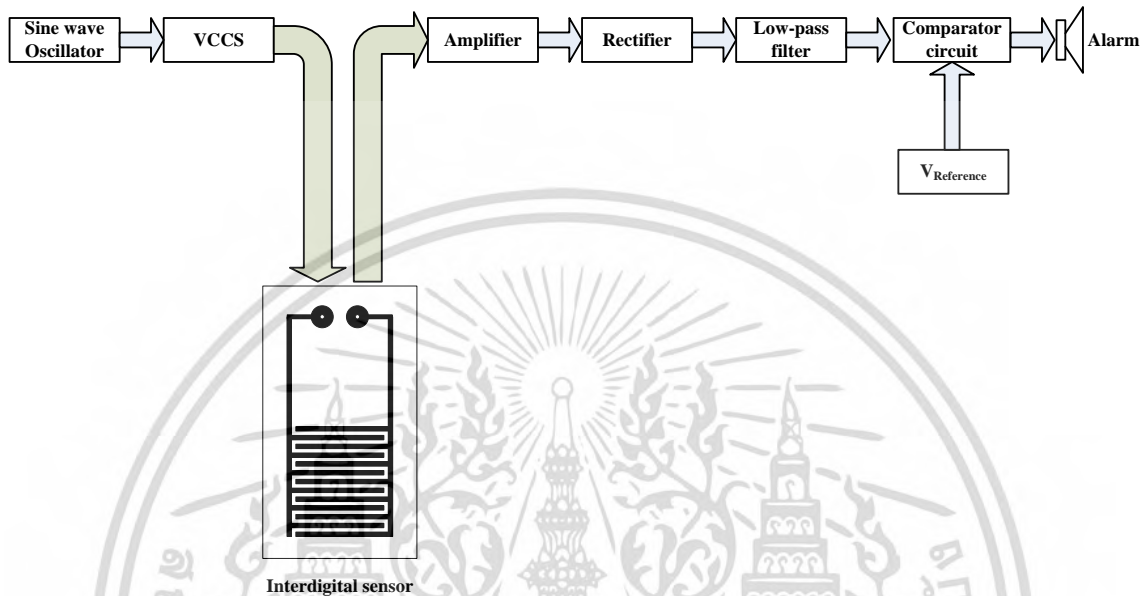 Sine wave
Oscillator
VCCS
Amplifier
Rectifier
Low-pass
filter
Comparator
circuit
Alarm
VReference
Interdigital sensor